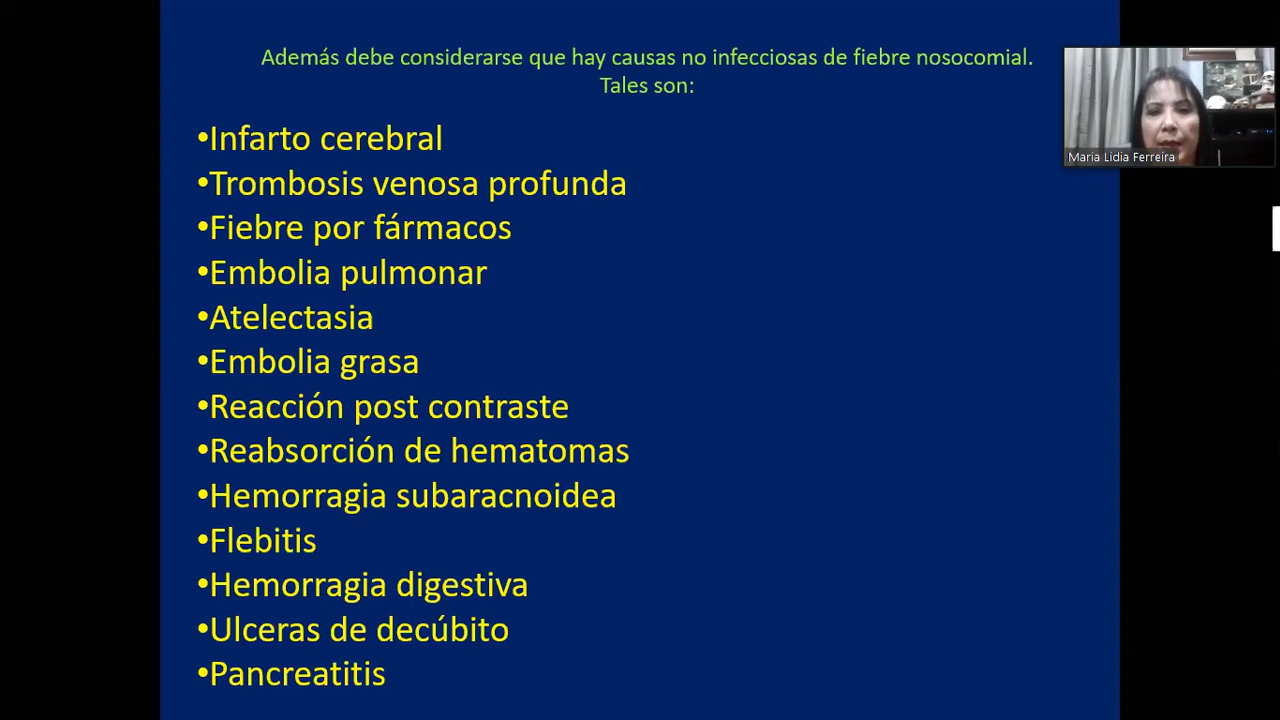 Además debe considerarse que hay causas no infecciosas de fiebre nosocomial.
Tales son:
•Infarto cerebral
•Trombosis venosa profunda
•Fiebre por fármacos
•Embolia pulmonar
•Atelectasia
•Embolia grasa
•Reacción post contraste
•Reabsorción de hematomas
•Hemorragia subaracnoidea
•Flebitis
•Hemorragia digestiva
•Ulceras de decúbito
•Pancreatitis
Maria Lidia Ferreira